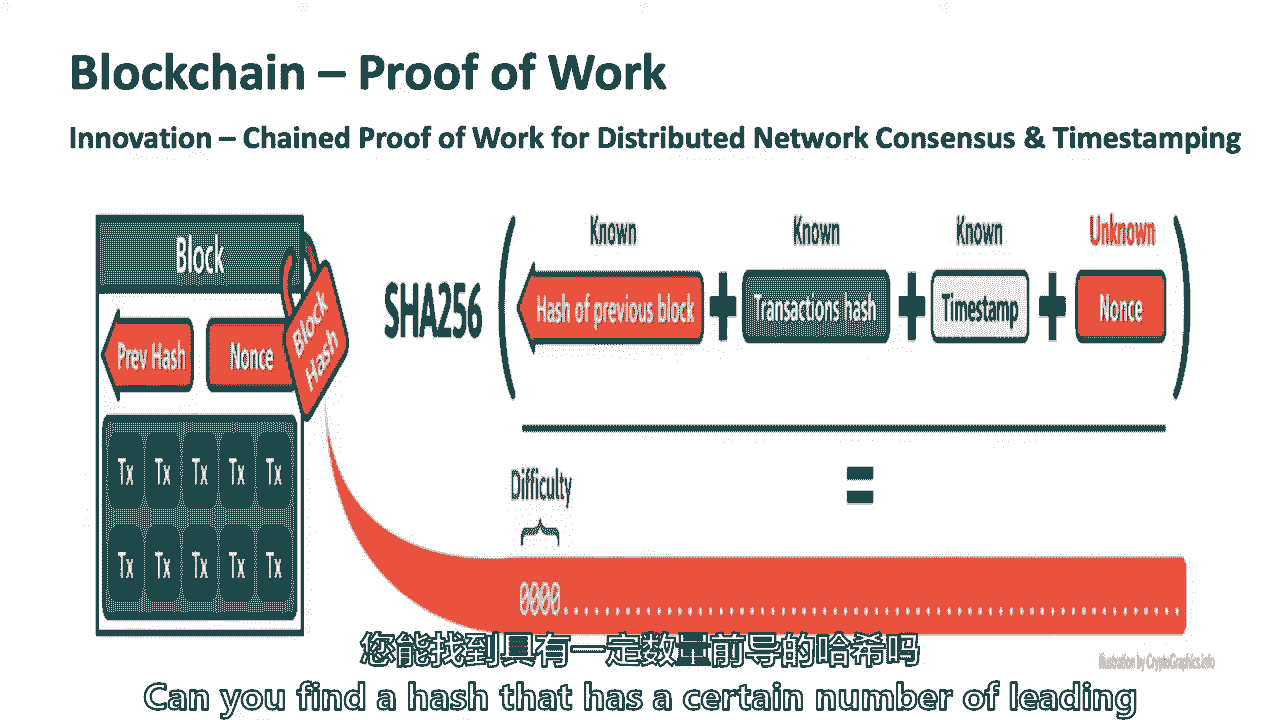 Blockchain – Proof of Work
Innovation – Chained Proof of Work for Distributed Network Consensus & Timestamping
Block
Prev Hash
Nonce
Block Hash
Tx Tx Tx Tx Tx
Tx Tx Tx Tx Tx
Known Known Known Unknown
SHA256 ( Hash of previous block + Transactions hash + Timestamp + Nonce )
Difficulty
=
0000..........................................................
您能找到具有一定数量前导的哈希吗
Can you find a hash that has a certain number of leading
Illustration by CryptoGraphics.info